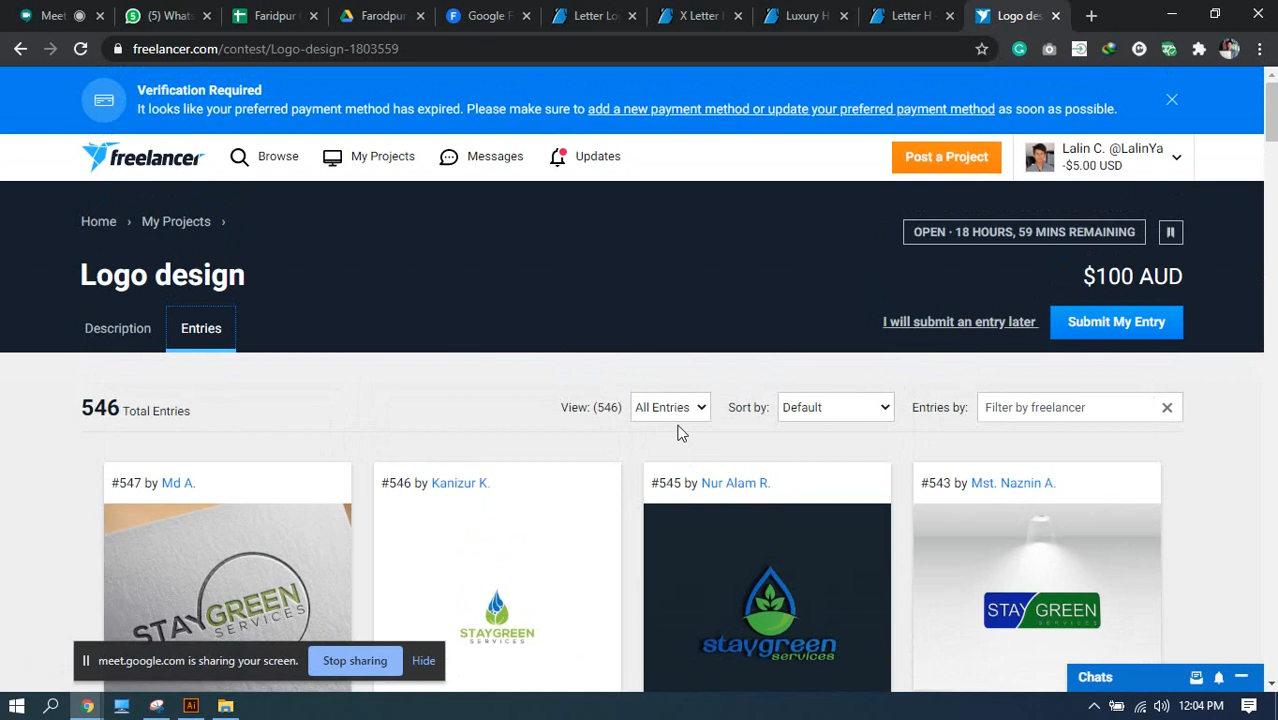 Meet
(5) Whats
Faridpur
Farodpur
Google F
Letter Lo
X Letter L
Luxury H
Letter H
Logo des
freelancer.com/contest/Logo-design-1803559
Verification Required
It looks like your preferred payment method has expired. Please make sure to add a new payment method or update your preferred payment method as soon as possible.
freelancer
Browse
My Projects
Messages
Updates
Post a Project
Lalin C. @LalinYa
-$5.00 USD
Home › My Projects ›
OPEN · 18 HOURS, 59 MINS REMAINING
Logo design
$100 AUD
Description
Entries
I will submit an entry later
Submit My Entry
546 Total Entries
View: (546)
All Entries
Sort by:
Default
Entries by:
Filter by freelancer
#547 by Md A.
#546 by Kanizur K.
#545 by Nur Alam R.
#543 by Mst. Naznin A.
STAYGREEN
SERVICES
STAYGREEN
SERVICES
staygreen
services
STAY GREEN
SERVICES
meet.google.com is sharing your screen.
Stop sharing
Hide
Chats
Ai
12:04 PM